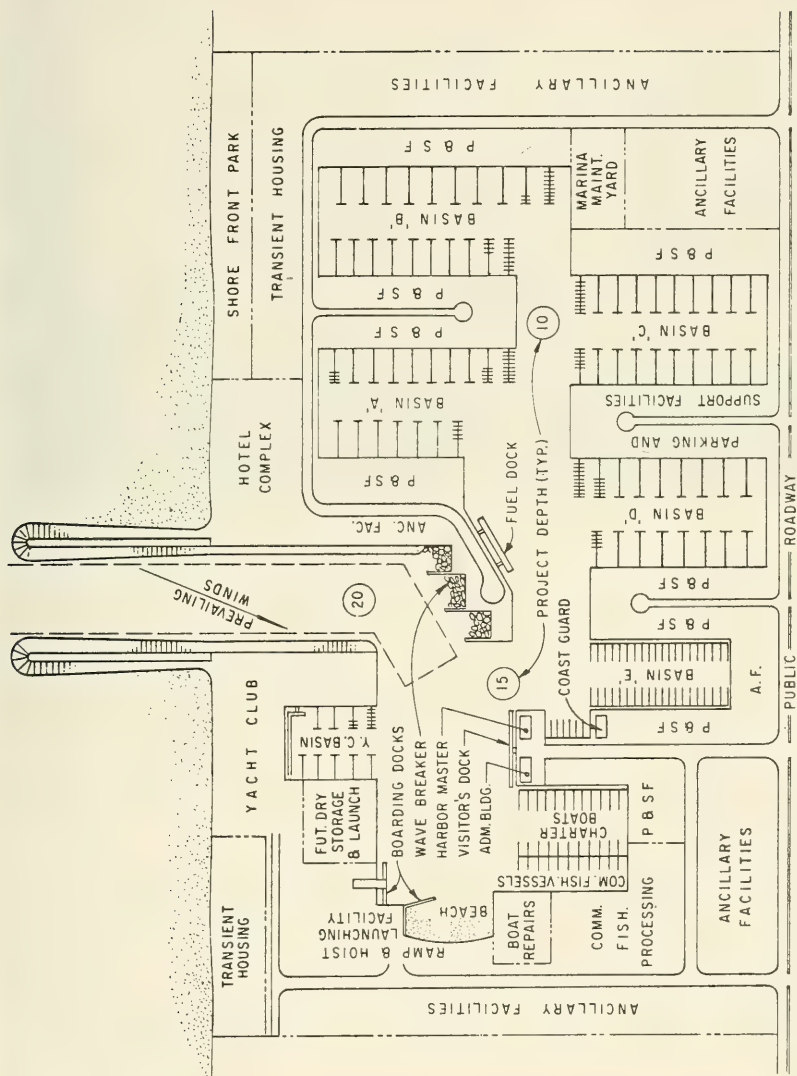 SHORE FRONT PARK
TRANSIENT HOUSING
ANCILLARY FACILITIES
HOTEL
COMPLEX
P & S F
BASIN 'B'
P & S F
P & S F
BASIN 'A'
P & SF
ANC. FAC.
MARINA
MAINT.
YARD
ANCILLARY
FACILITIES
PREVAILING
WINDS
20
10
FUEL DOCK
PROJECT DEPTH (TYP.)
15
P & S F
BASIN 'C'
PARKING AND
SUPPORT FACILITIES
BASIN 'D'
P & SF
P & SF
BASIN 'E'
P & SF
A.F.
COAST GUARD
YACHT CLUB
Y. C. BASIN
FUT. DRY
STORAGE
& LAUNCH
BOARDING DOCKS
WAVE BREAKER
HARBOR MASTER
VISITOR'S DOCK
ADM. BLDG.
TRANSIENT
HOUSING
RAMP & HOIST
LAUNCHING
FACILITY
BEACH
BOAT
REPAIRS
COM. FISH. VESSELS
CHARTER
BOATS
COMM.
FISH.
PROCESSING
P & SF
ANCILLARY
FACILITIES
ANCILLARY FACILITIES
PUBLIC ROADWAY